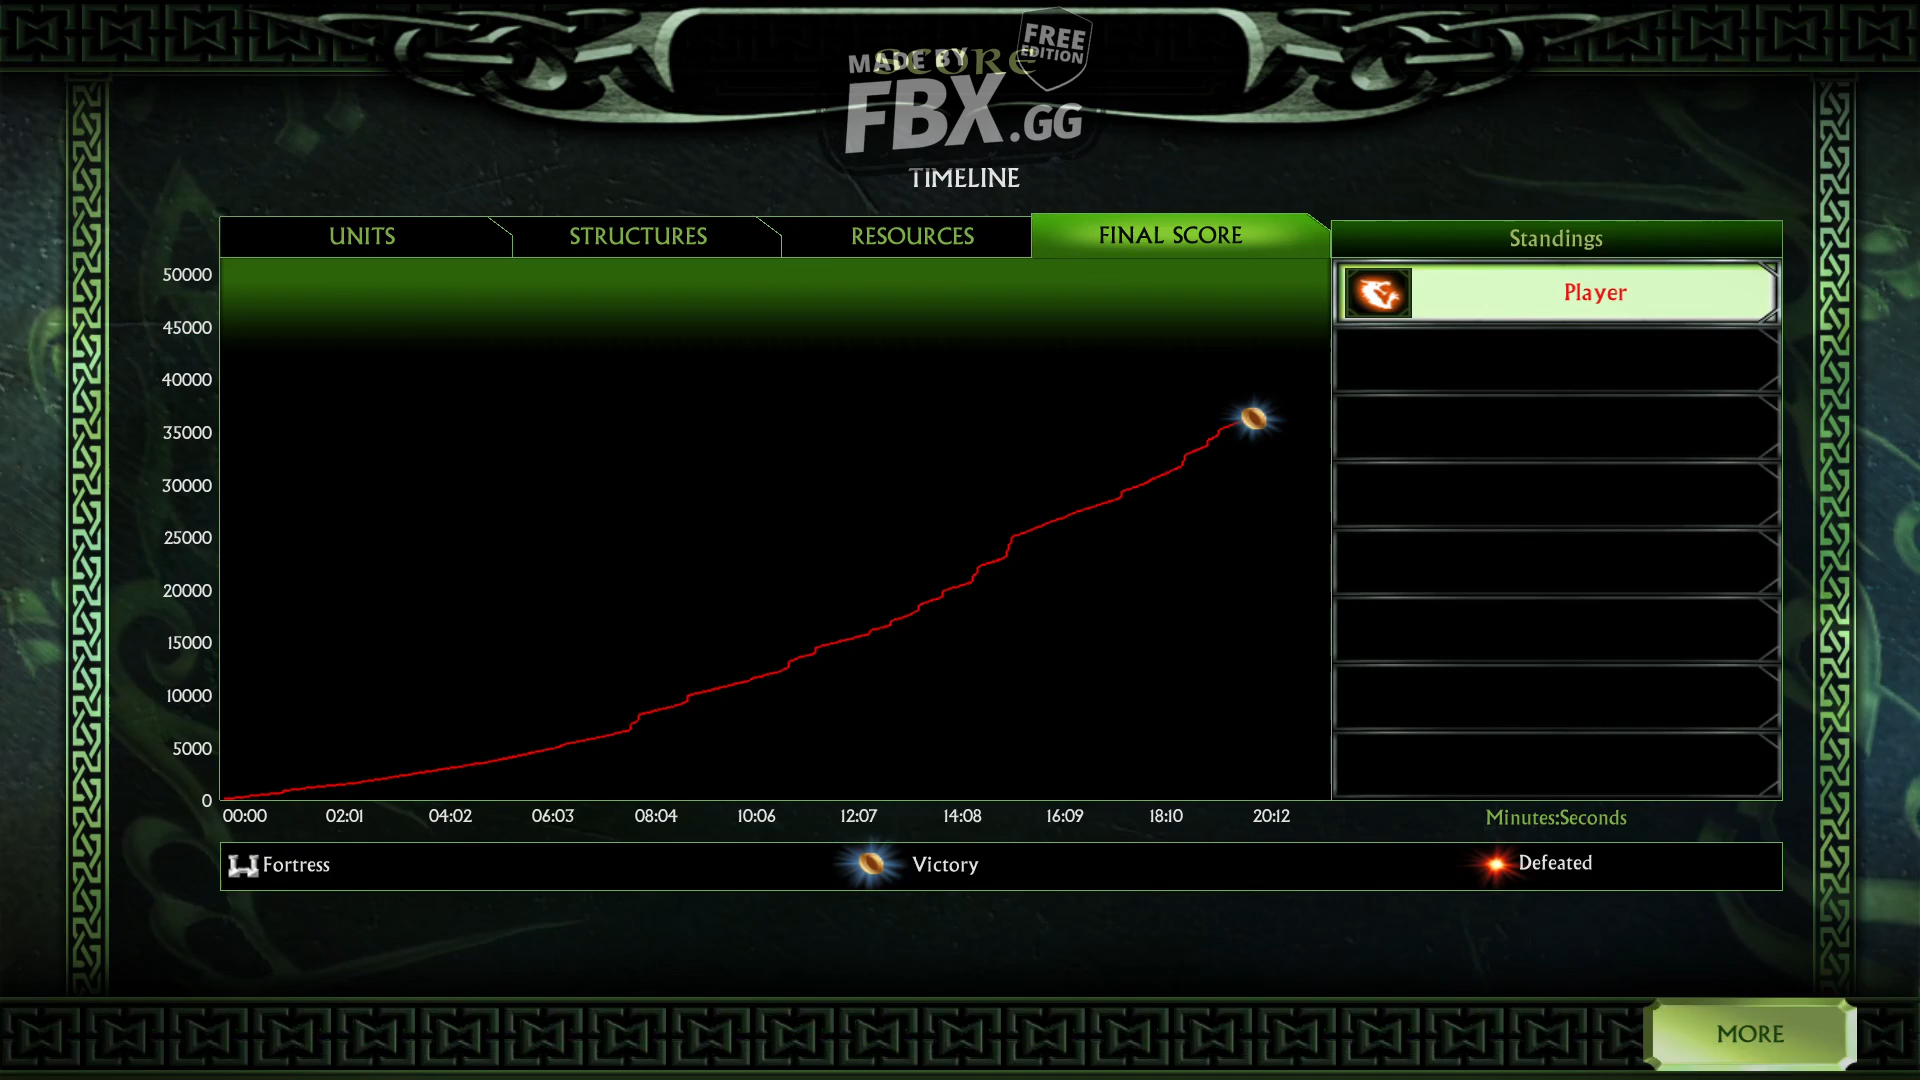 SCORE
MADE BY
FREE
EDITION
FBX.GG
TIMELINE
UNITS
STRUCTURES
RESOURCES
FINAL SCORE
Standings
50000
45000
40000
35000
30000
25000
20000
15000
10000
5000
0
Player
00:00
02:01
04:02
06:03
08:04
10:06
12:07
14:08
16:09
18:10
20:12
Minutes:Seconds
Fortress
Victory
Defeated
MORE